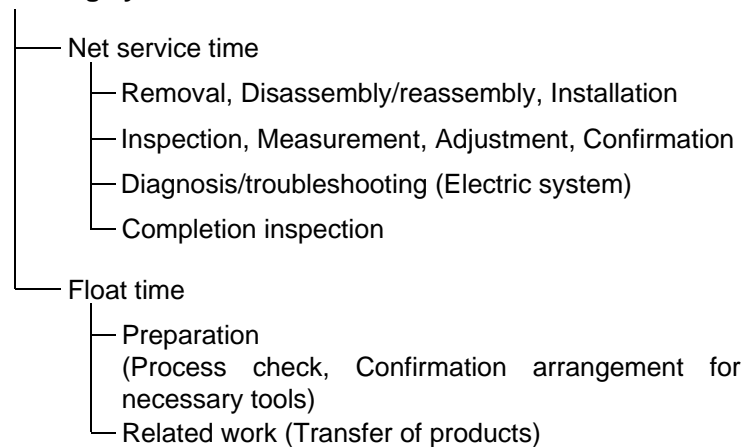 Net service time
Removal, Disassembly/reassembly, Installation
Inspection, Measurement, Adjustment, Confirmation
Diagnosis/troubleshooting (Electric system)
Completion inspection
Float time
Preparation
(Process check, Confirmation arrangement for
necessary tools)
Related work (Transfer of products)